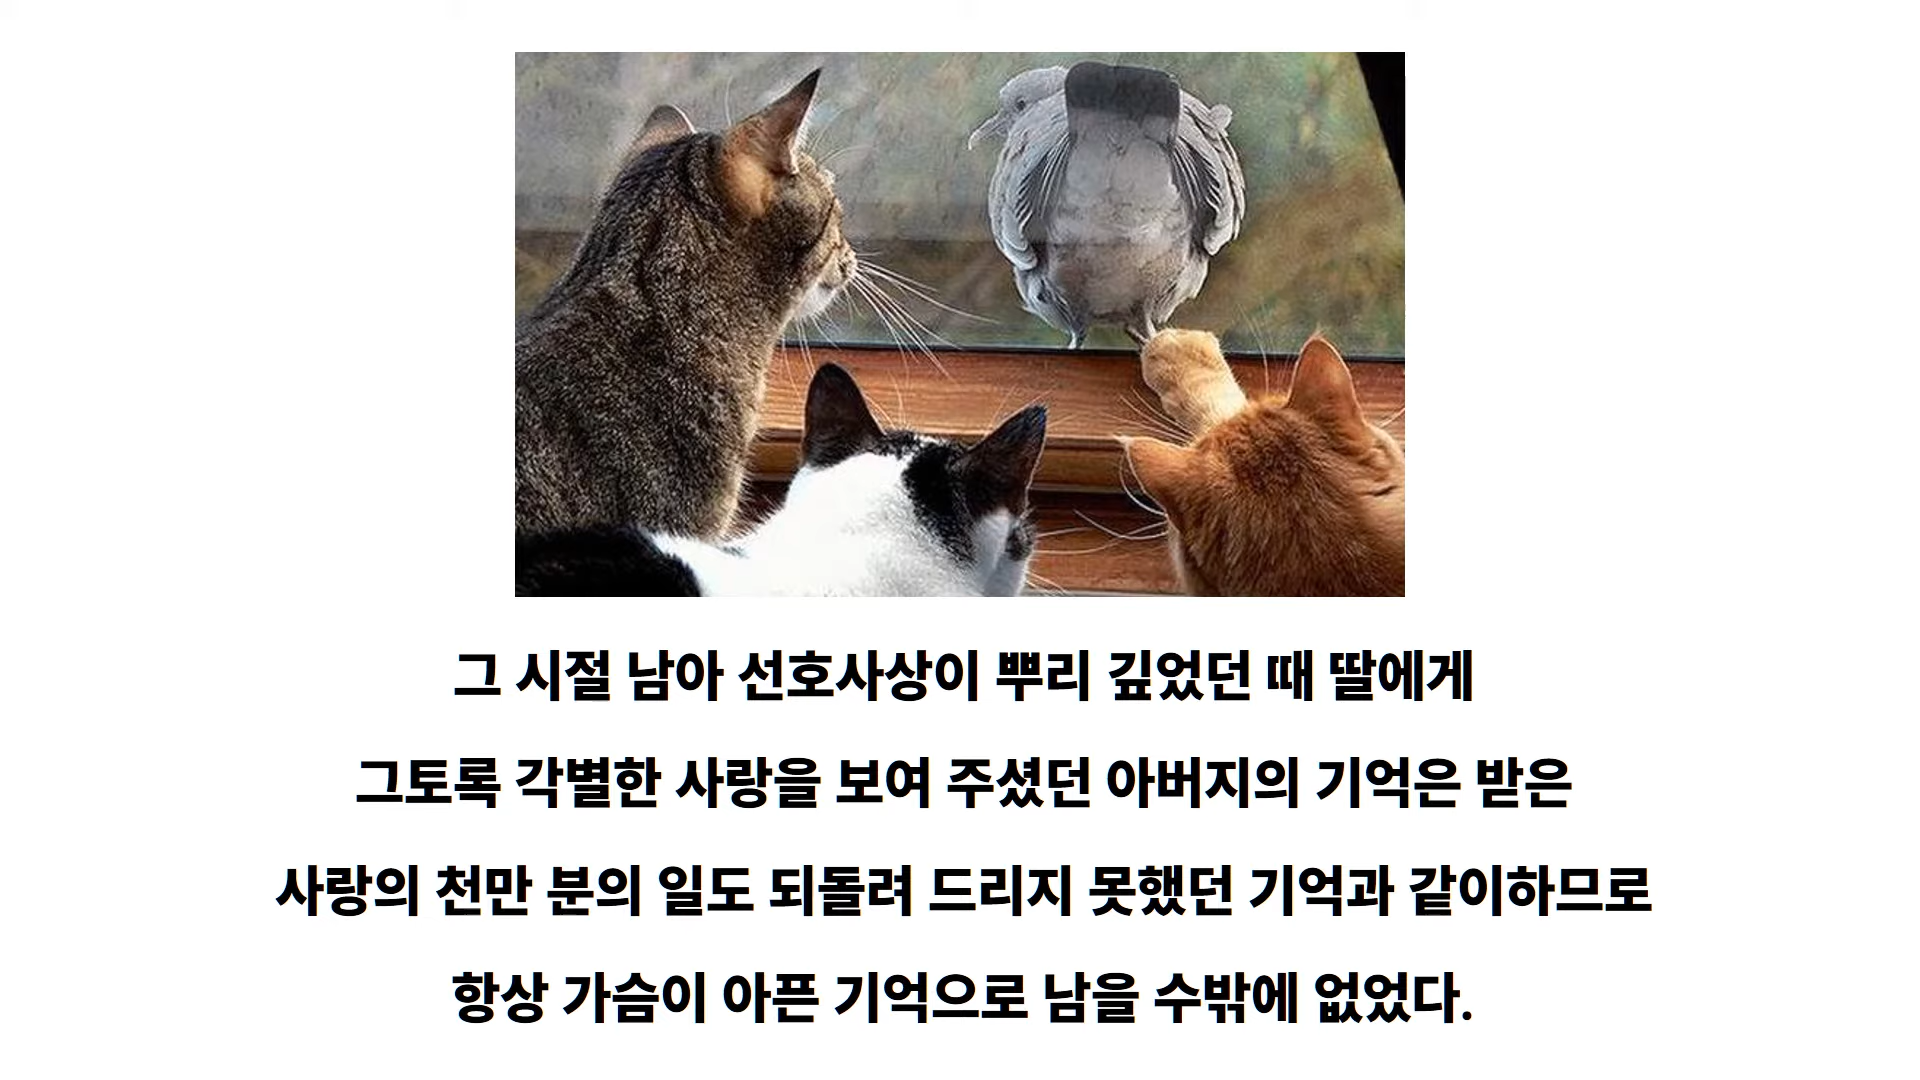 그 시절 남아 선호사상이 뿌리 깊었던 때 딸에게
그토록 각별한 사랑을 보여 주셨던 아버지의 기억은 받은
사랑의 천만 분의 일도 되돌려 드리지 못했던 기억과 같이하므로
항상 가슴이 아픈 기억으로 남을 수밖에 없었다.